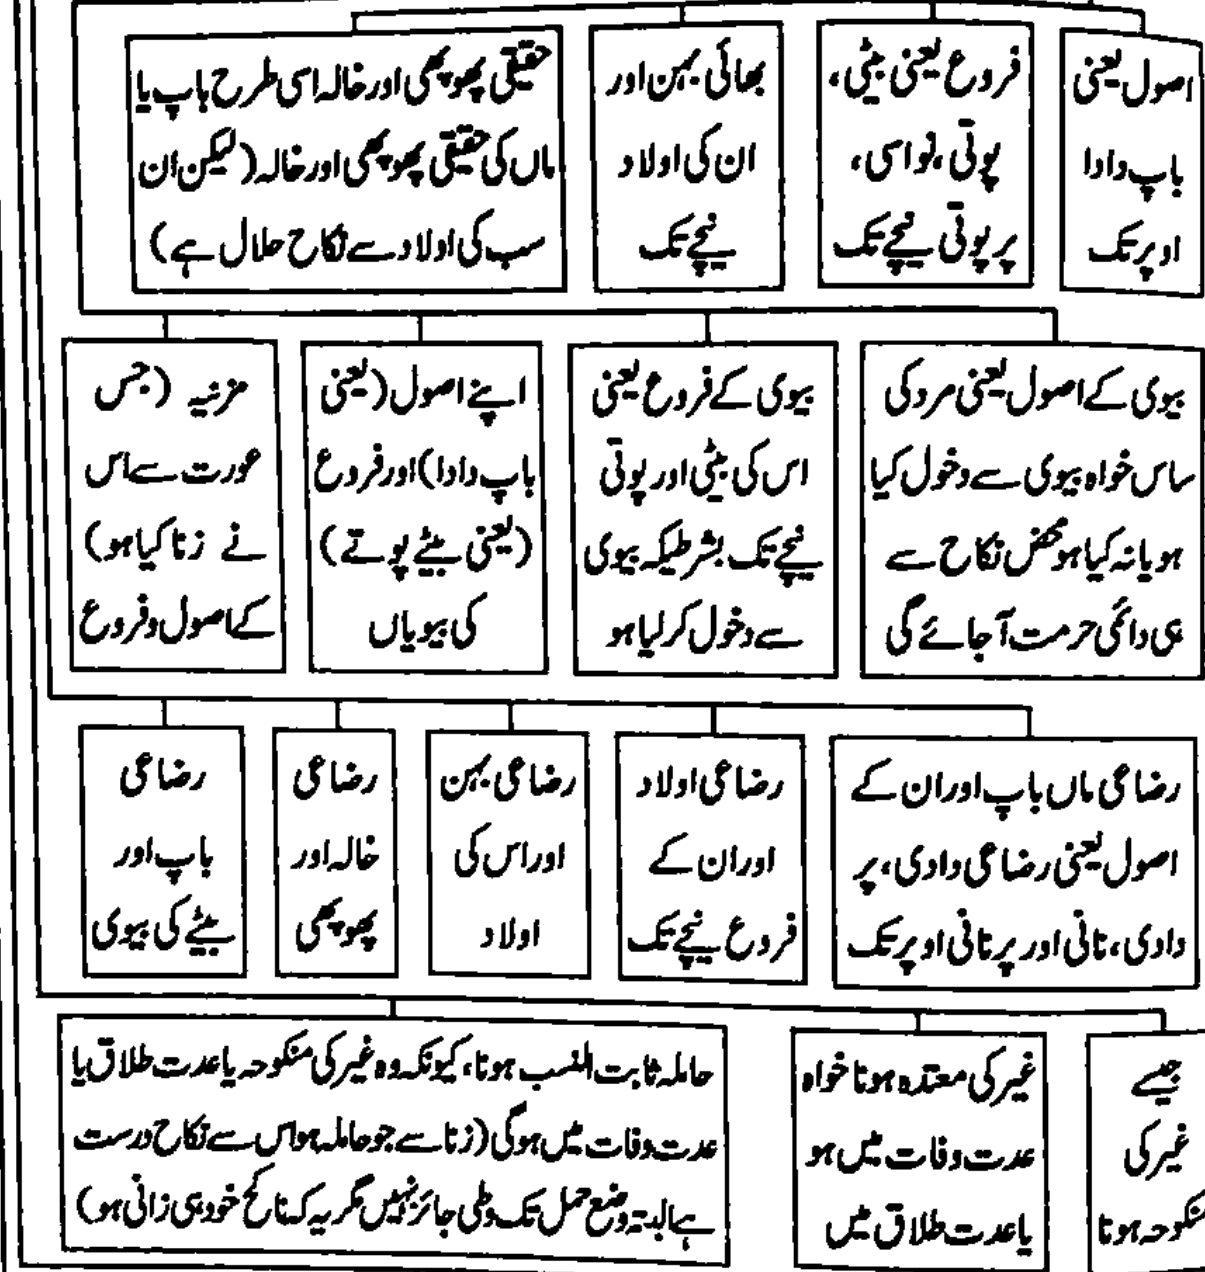 اصول یعنی
باپ دادا
اوپر تک
فروع یعنی بیٹی،
پوتی، نواسی،
پر پوتی نیچے تک
بھائی بہن اور
ان کی اولاد
نیچے تک
حقیقی پھوپھی اور خالہ اسی طرح باپ یا
ماں کی حقیقی پھوپھی اور خالہ (لیکن ان
سب کی اولاد سے نکاح حلال ہے)
بیوی کے اصول یعنی مرد کی
ساس خواہ بیوی سے دخول کیا
ہو یا نہ کیا ہو محض نکاح سے
ہی دائمی حرمت آجائے گی
بیوی کے فروع یعنی
اس کی بیٹی اور پوتی
نیچے تک بشرطیکہ بیوی
سے دخول کر لیا ہو
اپنے اصول (یعنی
باپ دادا) اور فروع
(یعنی بیٹے پوتے)
کی بیویاں
مزنیہ (جس
عورت سے اس
نے زنا کیا ہو)
کے اصول و فروع
رضاعی ماں باپ اور ان کے
اصول یعنی رضاعی دادی، پر
دادی، نانی اور پر نانی اوپر تک
رضاعی اولاد
اور ان کے
فروع نیچے تک
رضاعی بہن
اور اس کی
اولاد
رضاعی
خالہ اور
پھوپھی
رضاعی
باپ اور
بیٹے کی بیوی
جیسے
غیر کی
منکوحہ ہونا
غیر کی معتدہ ہونا خواہ
عدت وفات میں ہو
یا عدت طلاق میں
حاملہ ثابت النسب ہونا، کیونکہ وہ غیر کی منکوحہ یا عدت طلاق یا
عدت وفات میں ہوگی (زنا سے جو حاملہ ہو اس سے نکاح درست
ہے البتہ وضع حمل تک وطی جائز نہیں مگر یہ کہ ناکح خود ہی زانی ہو)